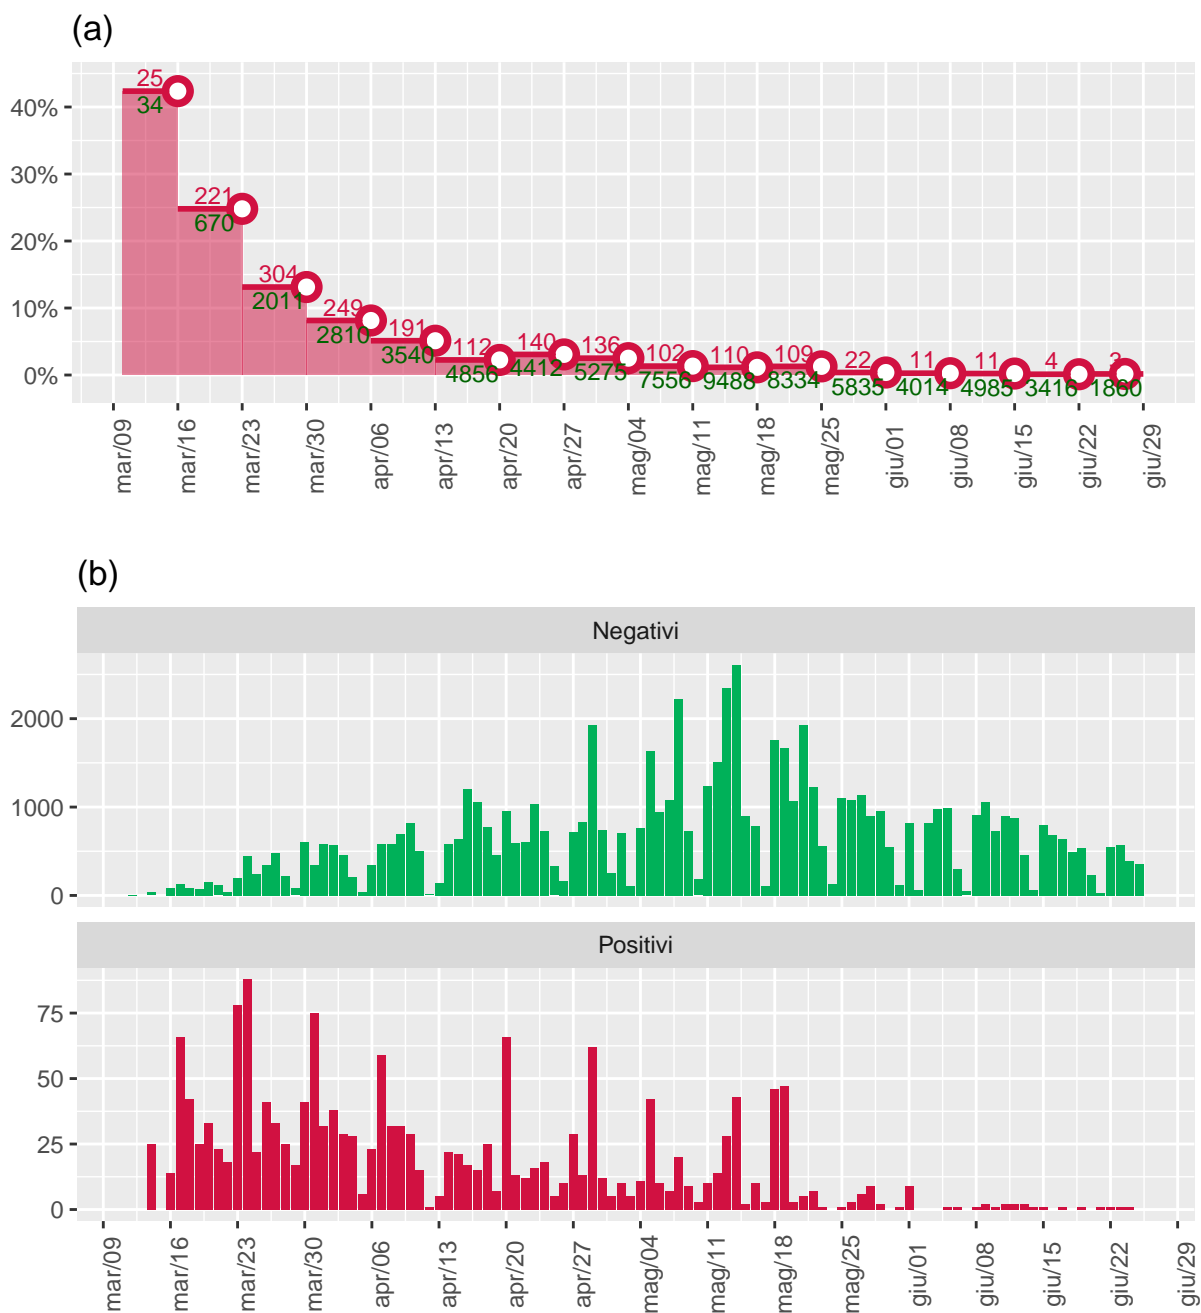 (a)
40%
30%
20%
10%
0%
25
34
221
670
304
2011
249
2810
191
3540
112
4856
140
4412
136
5275
102
7556
110
9488
109
8334
22
5835
11
4014
11
4985
4
3416
1860
mar/09
mar/16
mar/23
mar/30
apr/06
apr/13
apr/20
apr/27
mag/04
mag/11
mag/18
mag/25
giu/01
giu/08
giu/15
giu/22
giu/29
(b)
Negativi
2000
1000
0
Positivi
75
50
25
0
mar/09
mar/16
mar/23
mar/30
apr/06
apr/13
apr/20
apr/27
mag/04
mag/11
mag/18
mag/25
giu/01
giu/08
giu/15
giu/22
giu/29